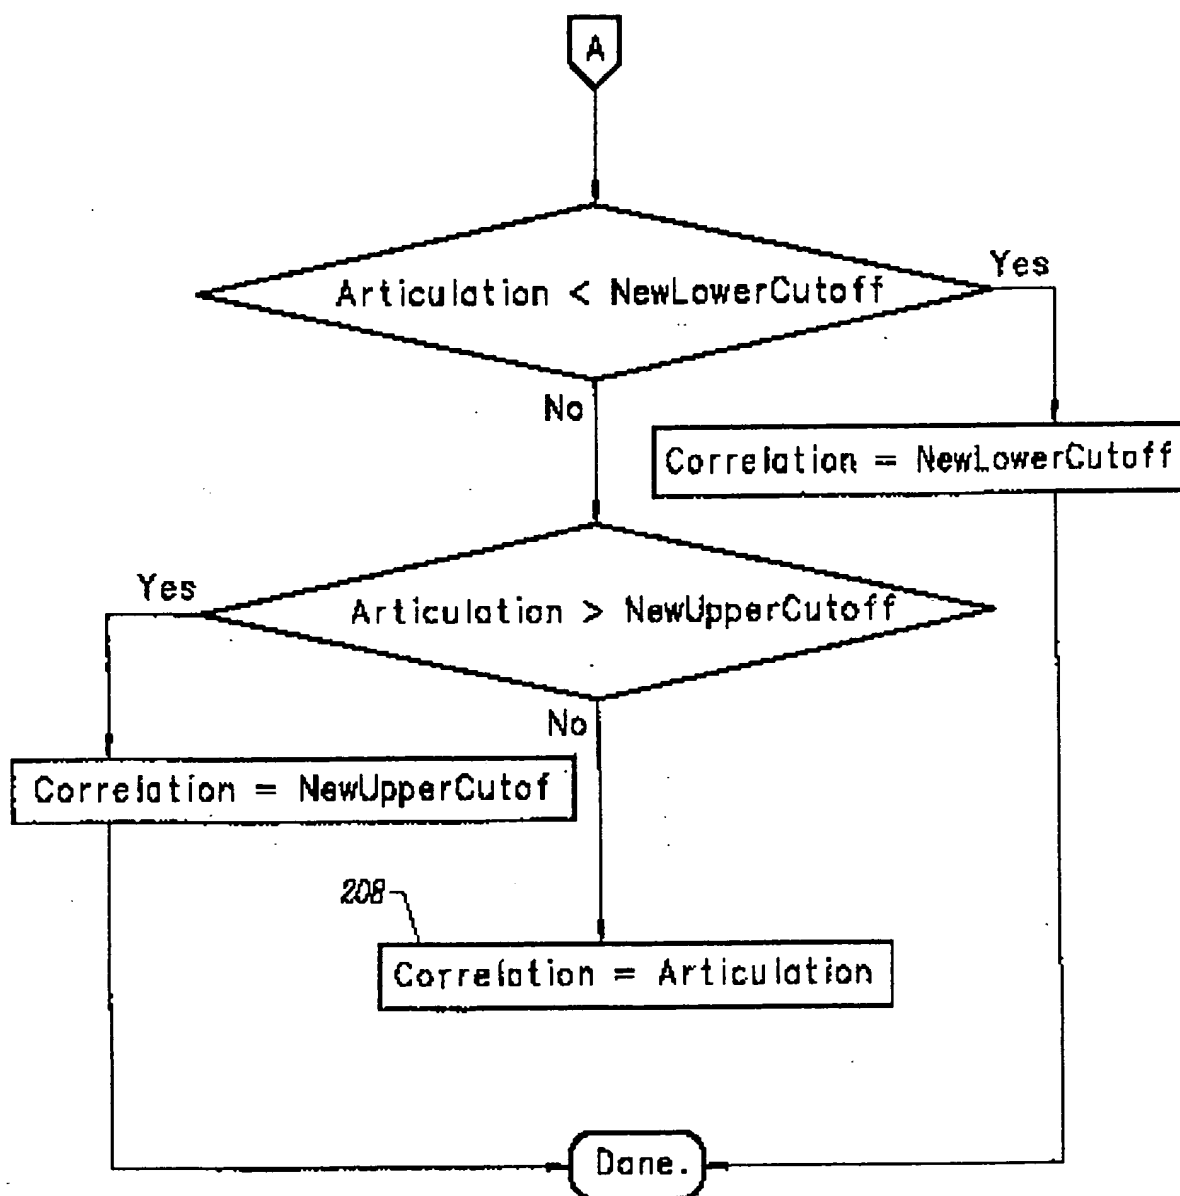 A
Articulation < NewLowerCutoff
Yes
No
Correlation = NewLowerCutoff
Articulation > NewUpperCutoff
Yes
No
Correlation = NewUpperCutof
208
Correlation = Articulation
Done.